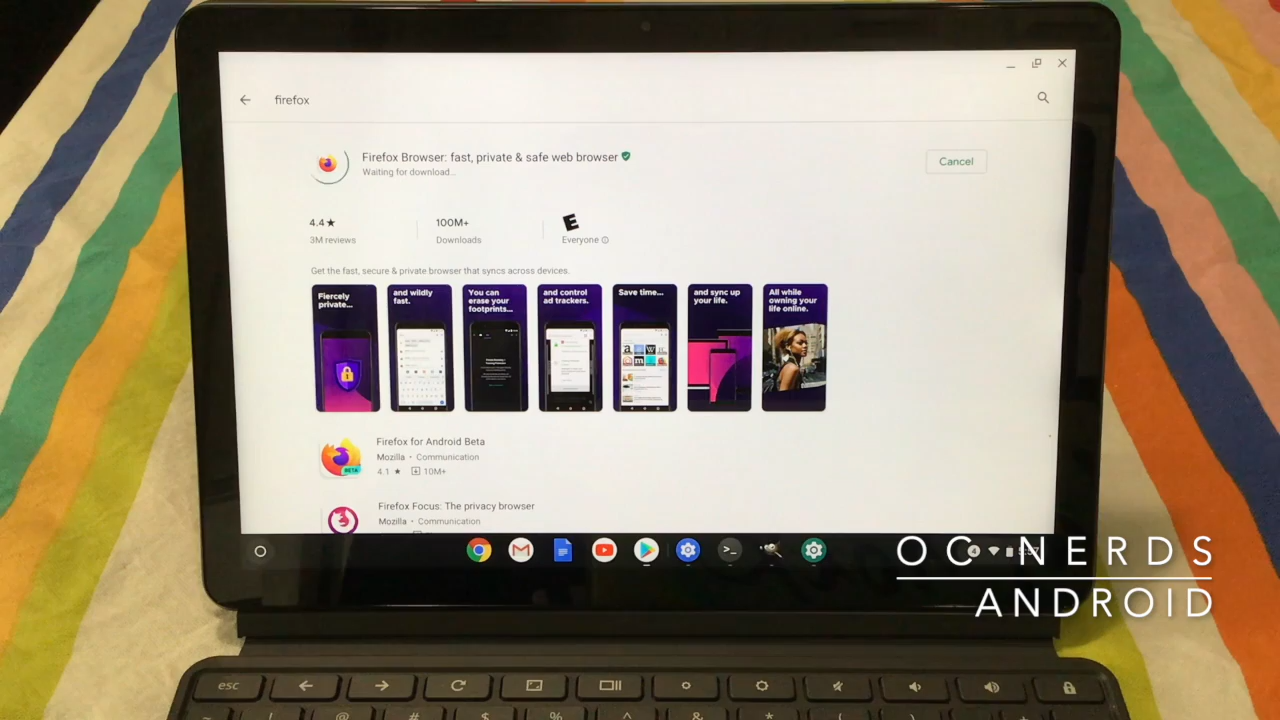 firefox
Firefox Browser: fast, private & safe web browser
Waiting for download...
Cancel
4.4★
3M reviews
100M+
Downloads
E
Everyone
Get the fast, secure & private browser that syncs across devices.
Fiercely
private...
and wildly
fast.
You can
erase your
footprints...
and control
ad trackers.
Save time...
and sync up
your life.
All while
owning your
life online.
Firefox for Android Beta
Mozilla • Communication
4.1 ★ 10M+
BETA
Firefox Focus: The privacy browser
Mozilla • Communication
OC NERDS
ANDROID
esc